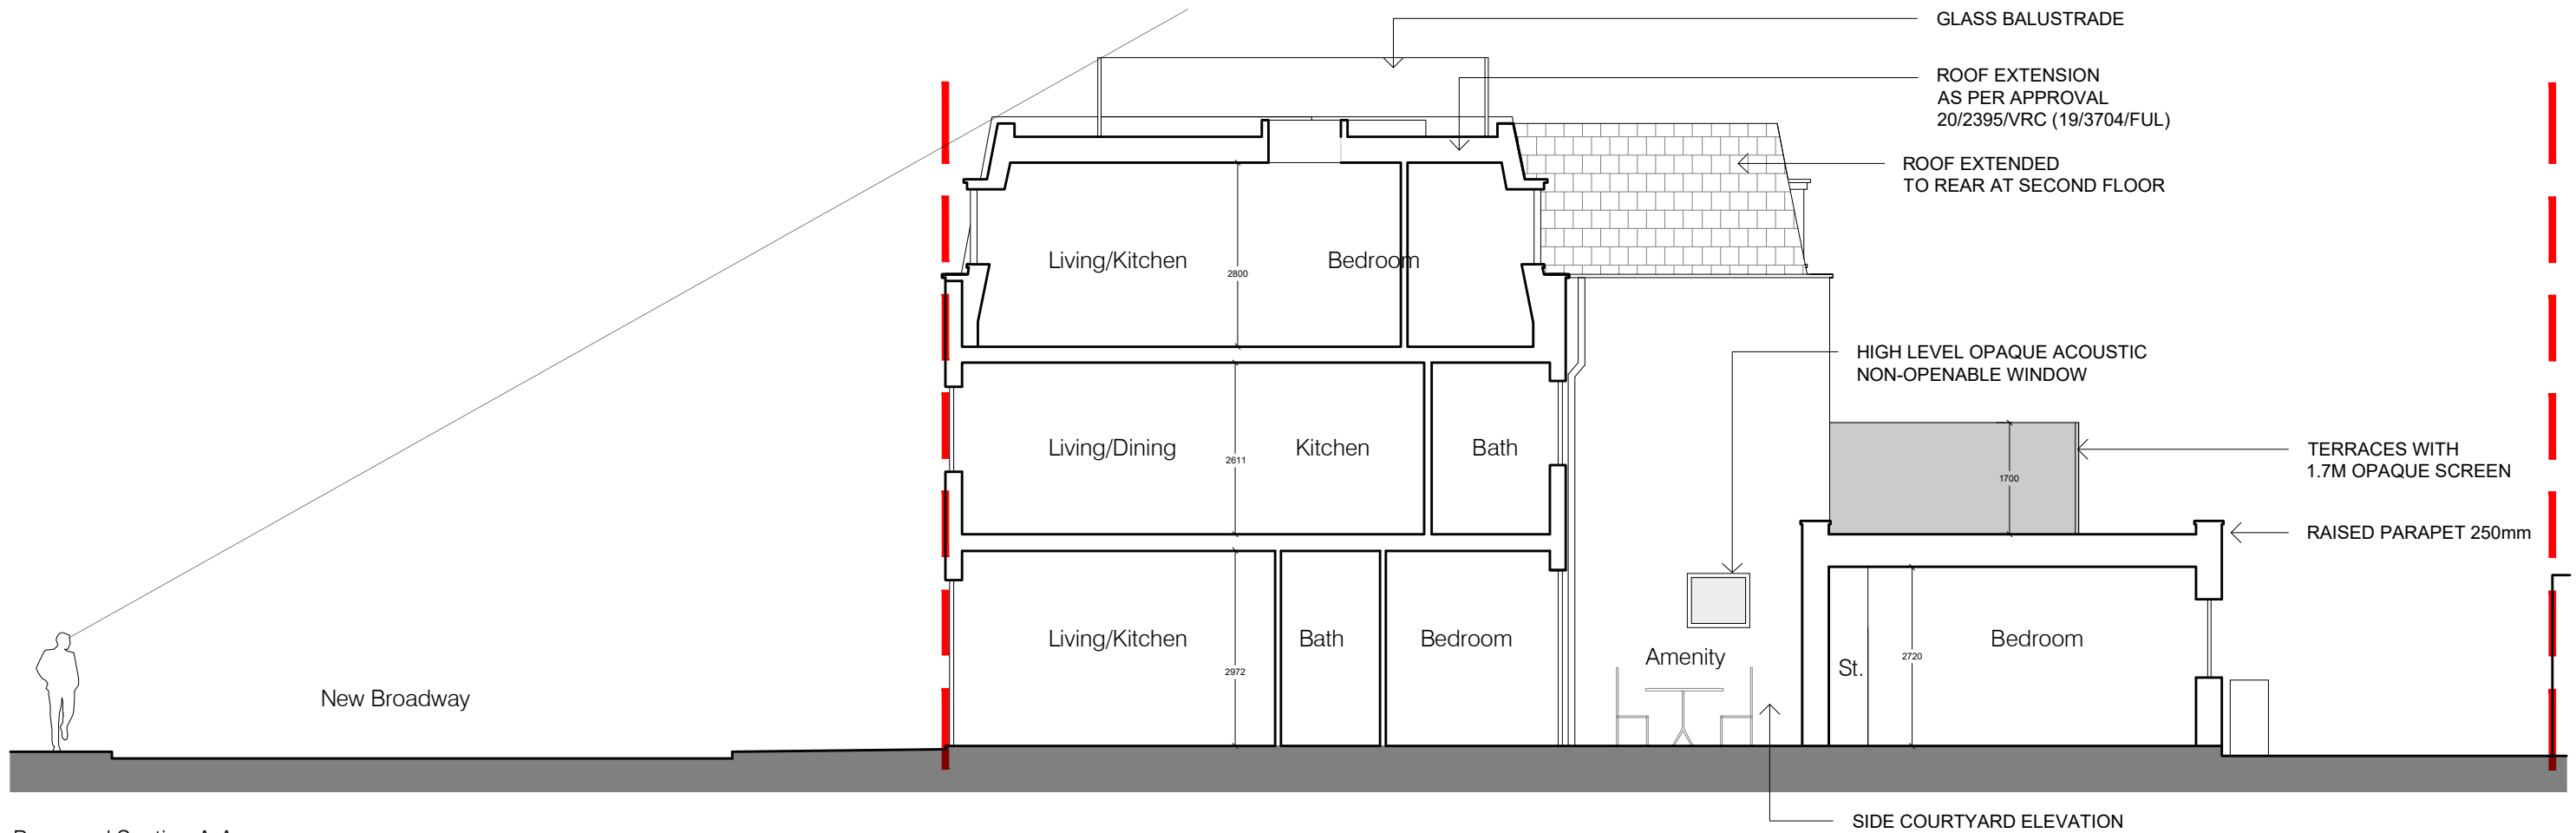 GLASS BALUSTRADE
ROOF EXTENSION
AS PER APPROVAL
20/2395/VRC (19/3704/FUL)
ROOF EXTENDED
TO REAR AT SECOND FLOOR
Living/Kitchen
2800
Bedroom
HIGH LEVEL OPAQUE ACOUSTIC
NON-OPENABLE WINDOW
Living/Dining
2611
Kitchen
Bath
1700
TERRACES WITH
1.7M OPAQUE SCREEN
RAISED PARAPET 250mm
Living/Kitchen
2972
Bath
Bedroom
Amenity
St.
2720
Bedroom
New Broadway
SIDE COURTYARD ELEVATION